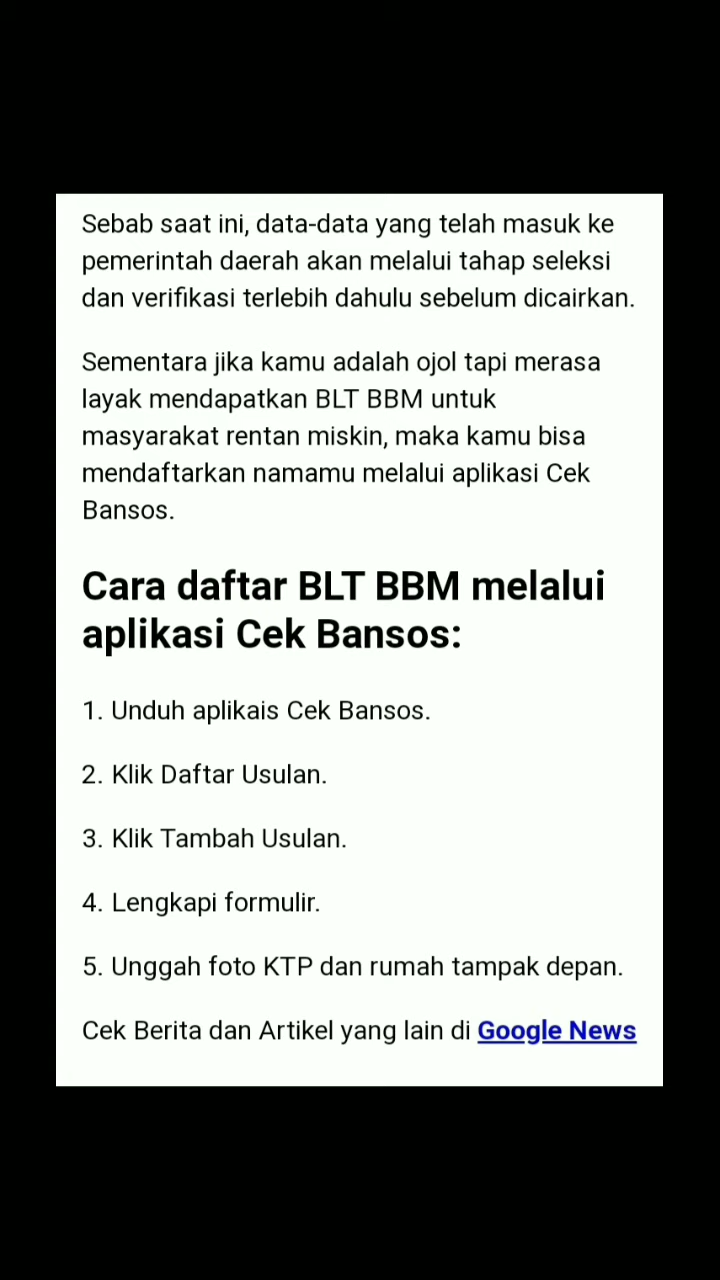 Sebab saat ini, data-data yang telah masuk ke
pemerintah daerah akan melalui tahap seleksi
dan verifikasi terlebih dahulu sebelum dicairkan.
Sementara jika kamu adalah ojol tapi merasa
layak mendapatkan BLT BBM untuk
masyarakat rentan miskin, maka kamu bisa
mendaftarkan namamu melalui aplikasi Cek
Bansos.
Cara daftar BLT BBM melalui
aplikasi Cek Bansos:
1. Unduh aplikais Cek Bansos.
2. Klik Daftar Usulan.
3. Klik Tambah Usulan.
4. Lengkapi formulir.
5. Unggah foto KTP dan rumah tampak depan.
Cek Berita dan Artikel yang lain di Google News